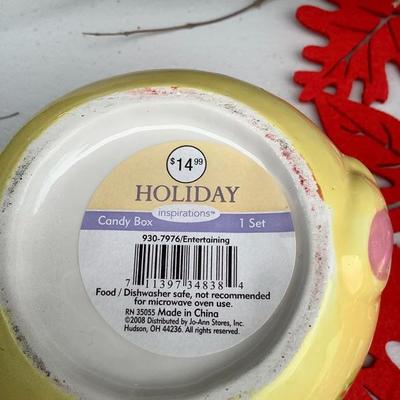 $14.99
HOLIDAY
inspirations™
Candy Box 1 Set
930-7976/Entertaining
7 11397 34838 4
Food / Dishwasher safe, not recommended
for microwave oven use.
RN 35055 Made in China
©2008 Distributed by Jo-Ann Stores, Inc.
Hudson, OH 44236. All rights reserved.